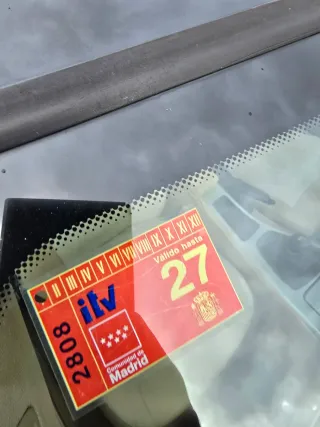 II III IV V VI VII VIII IX X XI XII
Válido hasta
27
itv
2808
Comunidad de
Madrid